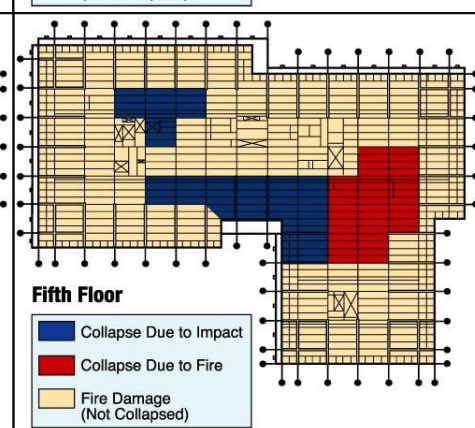 Fifth Floor
Collapse Due to Impact
Collapse Due to Fire
Fire Damage
(Not Collapsed)